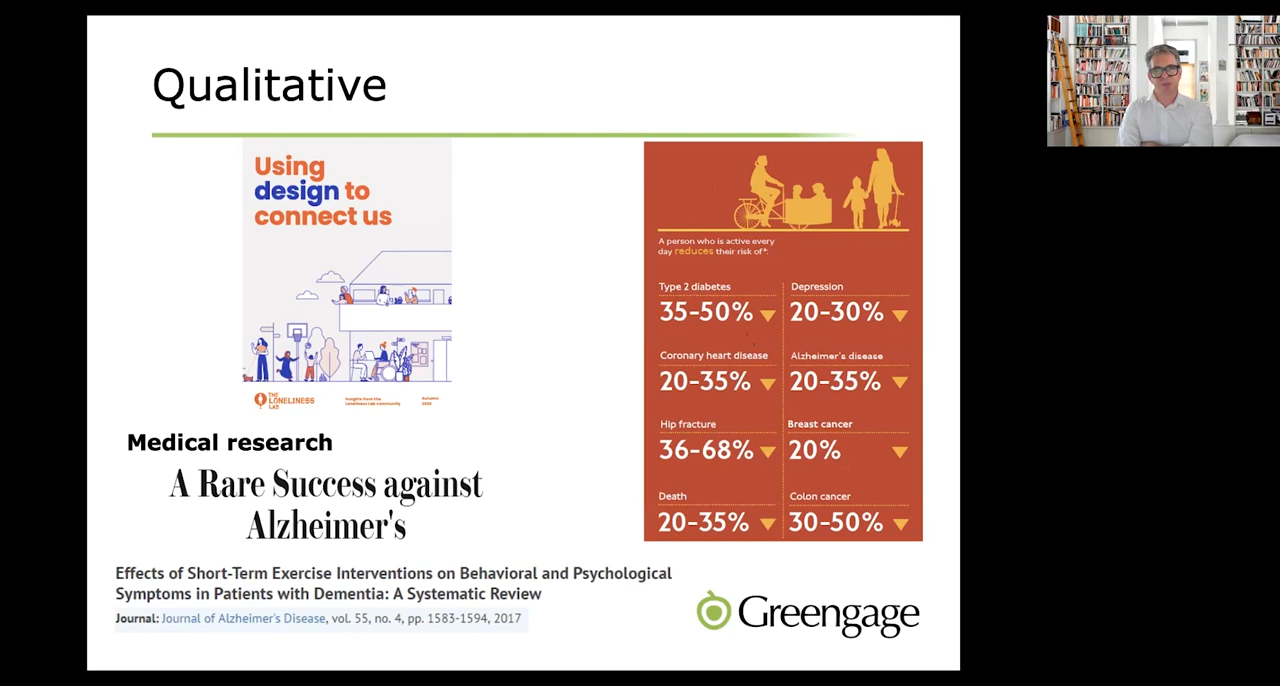 Qualitative
Using
design to
connect us
THE
LONELINESS
LAB
Insights from the
Loneliness Lab community
Autumn
2020
Medical research
A Rare Success against
Alzheimer's
Effects of Short-Term Exercise Interventions on Behavioral and Psychological
Symptoms in Patients with Dementia: A Systematic Review
Journal: Journal of Alzheimer's Disease, vol. 55, no. 4, pp. 1583-1594, 2017
A person who is active every
day reduces their risk of⁴:
Type 2 diabetes
35-50%
Depression
20-30%
Coronary heart disease
20-35%
Alzheimer's disease
20-35%
Hip fracture
36-68%
Breast cancer
20%
Death
20-35%
Colon cancer
30-50%
Greengage